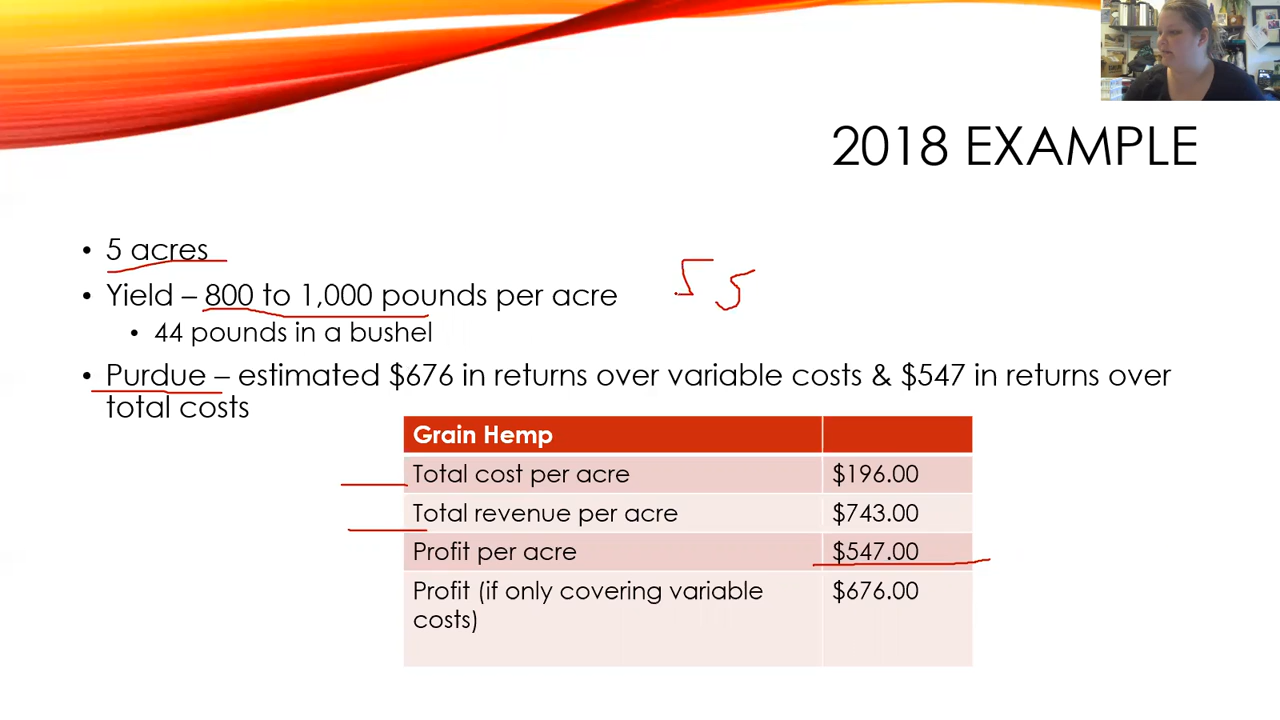 2018 EXAMPLE
• 5 acres
• Yield – 800 to 1,000 pounds per acre
55
• 44 pounds in a bushel
• Purdue – estimated $676 in returns over variable costs & $547 in returns over
total costs
Grain Hemp
Total cost per acre $196.00
Total revenue per acre $743.00
Profit per acre $547.00
Profit (if only covering variable $676.00
costs)